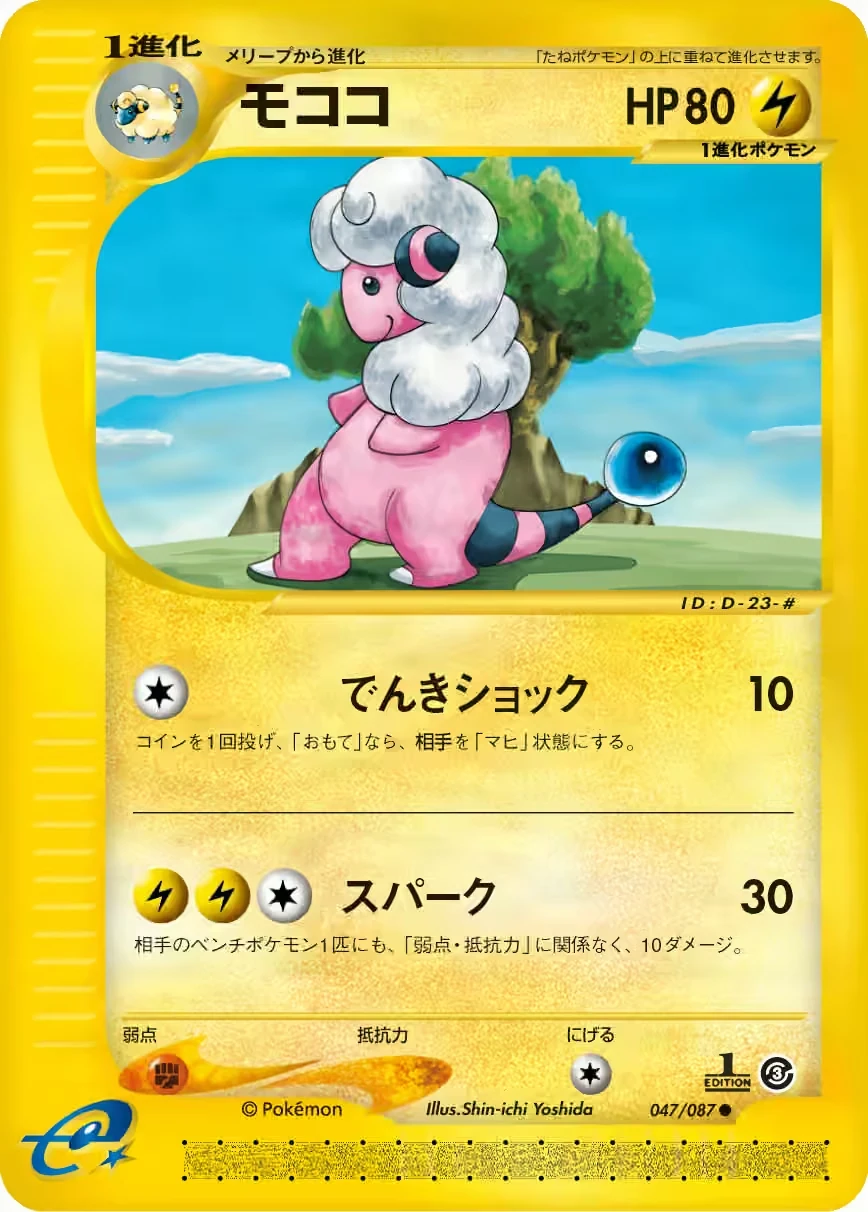 1進化
メリープから進化
「たねポケモン」の上に重ねて進化させます。
モココ
HP80
1進化ポケモン
ID:D-23-#
でんきショック 10
コインを1回投げ、「おもて」なら、相手を「マヒ」状態にする。
スパーク 30
相手のベンチポケモン1匹にも、「弱点・抵抗力」に関係なく、10ダメージ。
弱点 抵抗力 にげる
1 EDITION
3
© Pokémon Illus.Shin-ichi Yoshida 047/087
e